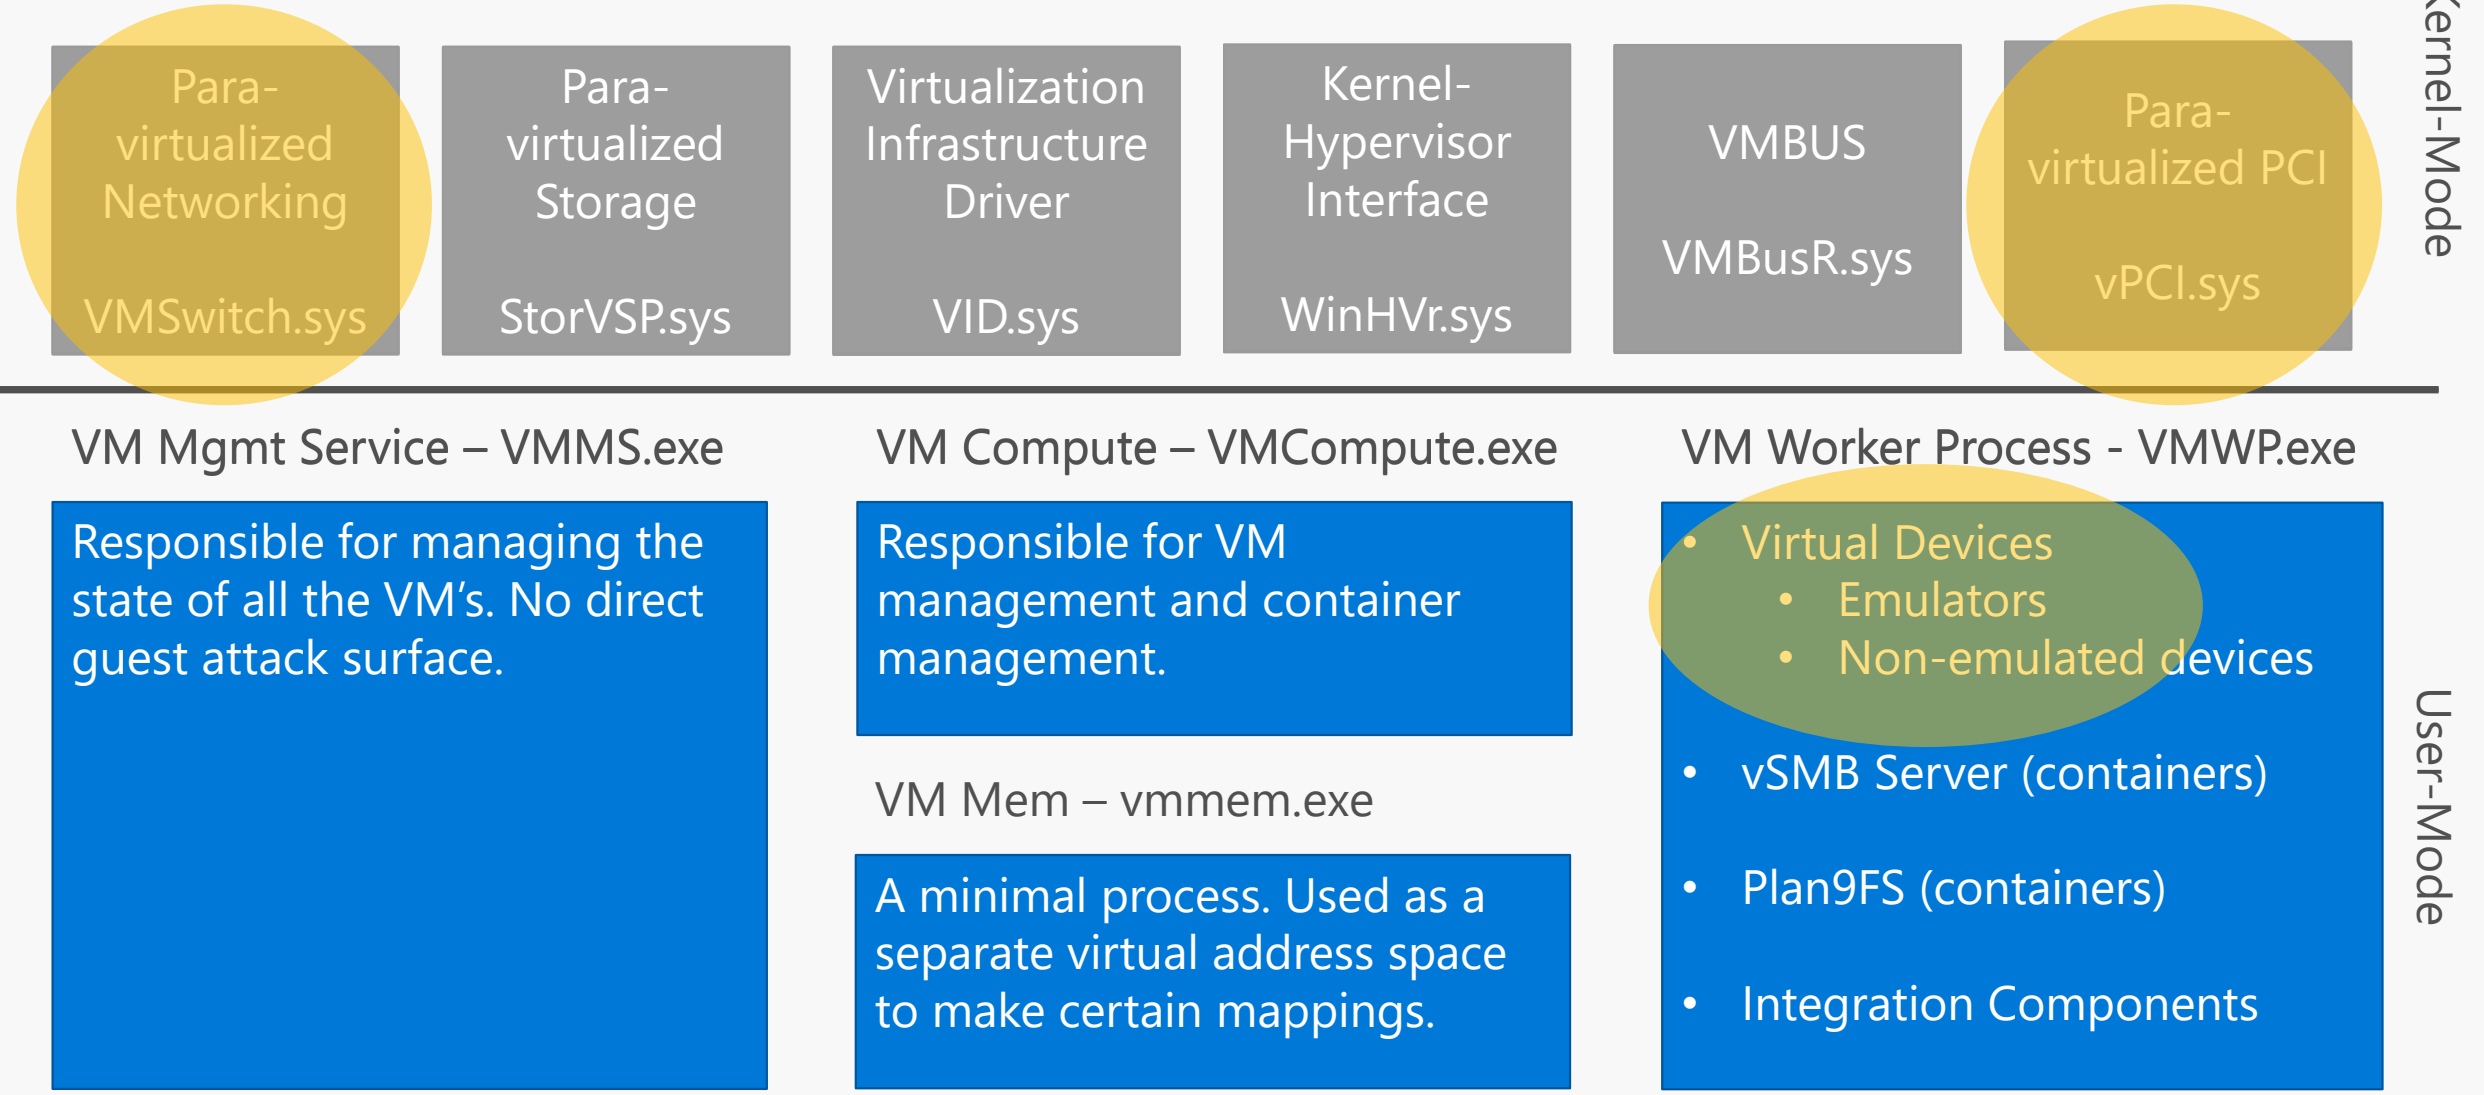 Para-
virtualized
Networking
VMSwitch.sys
Para-
virtualized
Storage
StorVSP.sys
Virtualization
Infrastructure
Driver
VID.sys
Kernel-
Hypervisor
Interface
WinHVr.sys
VMBUS
VMBusR.sys
Para-
virtualized PCI
vPCI.sys
Kernel-Mode
VM Mgmt Service – VMMS.exe
Responsible for managing the
state of all the VM’s. No direct
guest attack surface.
VM Compute – VMCompute.exe
Responsible for VM
management and container
management.
VM Mem – vmmem.exe
A minimal process. Used as a
separate virtual address space
to make certain mappings.
VM Worker Process - VMWP.exe
• Virtual Devices
• Emulators
• Non-emulated devices
• vSMB Server (containers)
• Plan9FS (containers)
• Integration Components
User-Mode